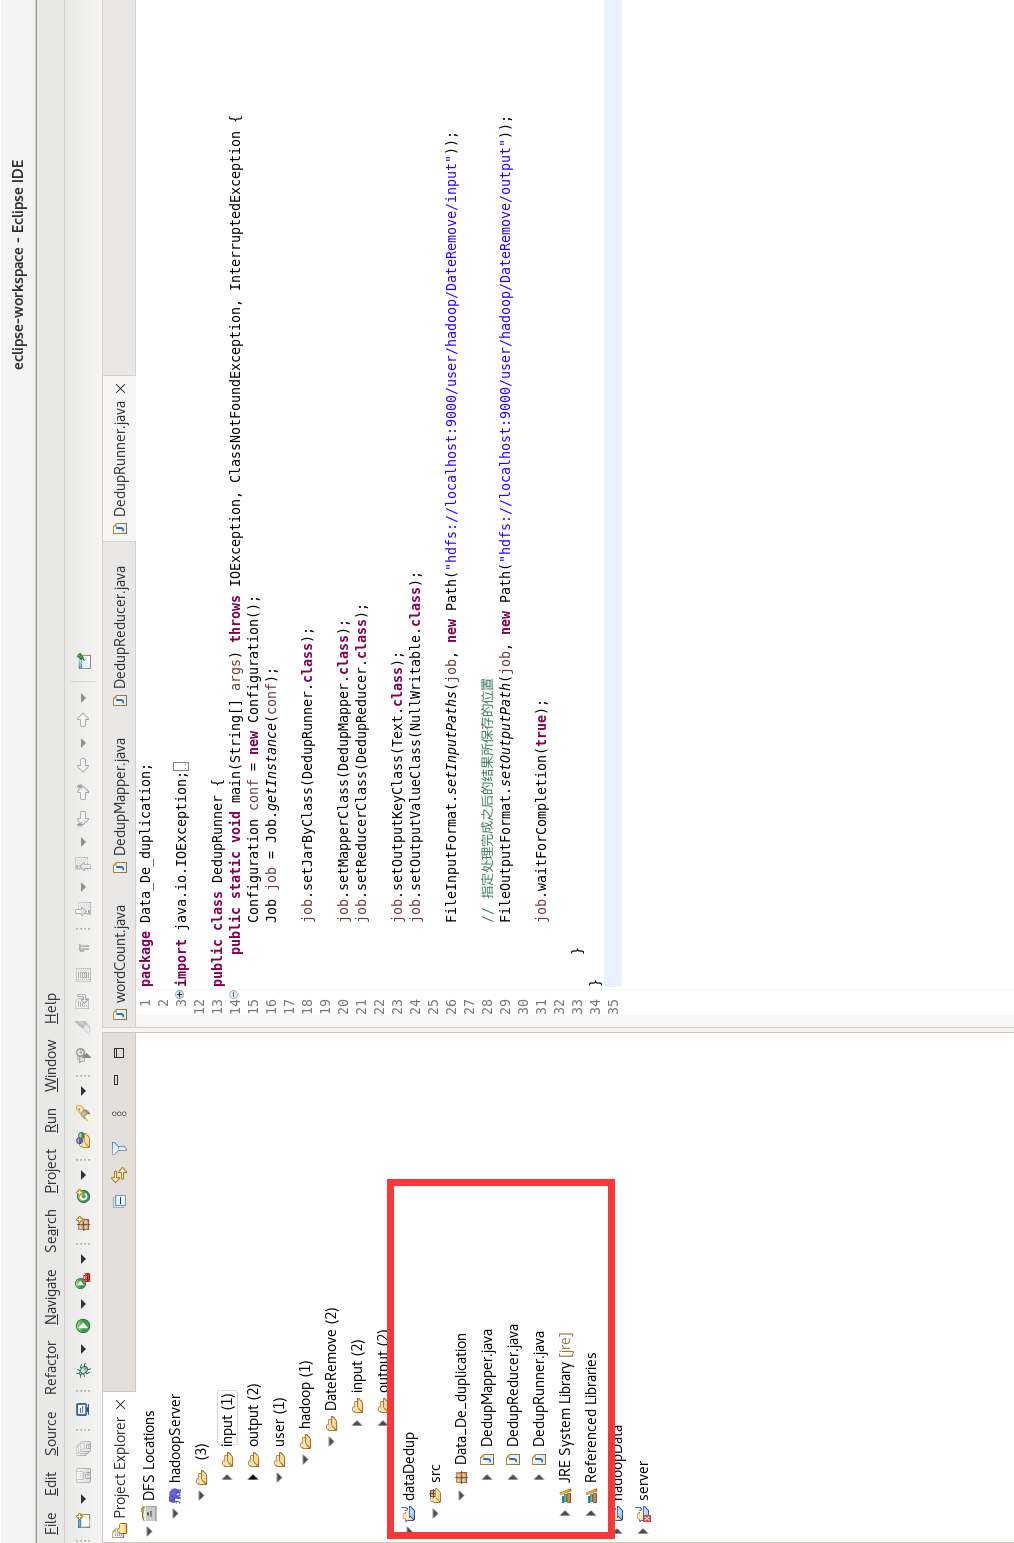 eclipse-workspace - Eclipse IDE
File Edit Source Refactor Navigate Search Project Run Window Help
Project Explorer
DFS Locations
hadoopServer
(3)
input (1)
output (2)
user (1)
hadoop (1)
DateRemove (2)
input (2)
output (2)
dataDedup
src
Data_De_duplication
DedupMapper.java
DedupReducer.java
DedupRunner.java
JRE System Library [jre]
Referenced Libraries
hadoopData
server
wordCount.java DedupMapper.java DedupReducer.java DedupRunner.java
1 package Data_De_duplication;
2
3 import java.io.IOException;
12
13 public class DedupRunner {
14 public static void main(String[] args) throws IOException, ClassNotFoundException, InterruptedException {
15 Configuration conf = new Configuration();
16 Job job = Job.getInstance(conf);
17
18 job.setJarByClass(DedupRunner.class);
19
20 job.setMapperClass(DedupMapper.class);
21 job.setReducerClass(DedupReducer.class);
22
23 job.setOutputKeyClass(Text.class);
24 job.setOutputValueClass(NullWritable.class);
25
26 FileInputFormat.setInputPaths(job, new Path("hdfs://localhost:9000/user/hadoop/DateRemove/input"));
27
28 // 指定处理完成之后的结果所保存的位置
29 FileOutputFormat.setOutputPath(job, new Path("hdfs://localhost:9000/user/hadoop/DateRemove/output"));
30
31 job.waitForCompletion(true);
32
33 }
34 }
35